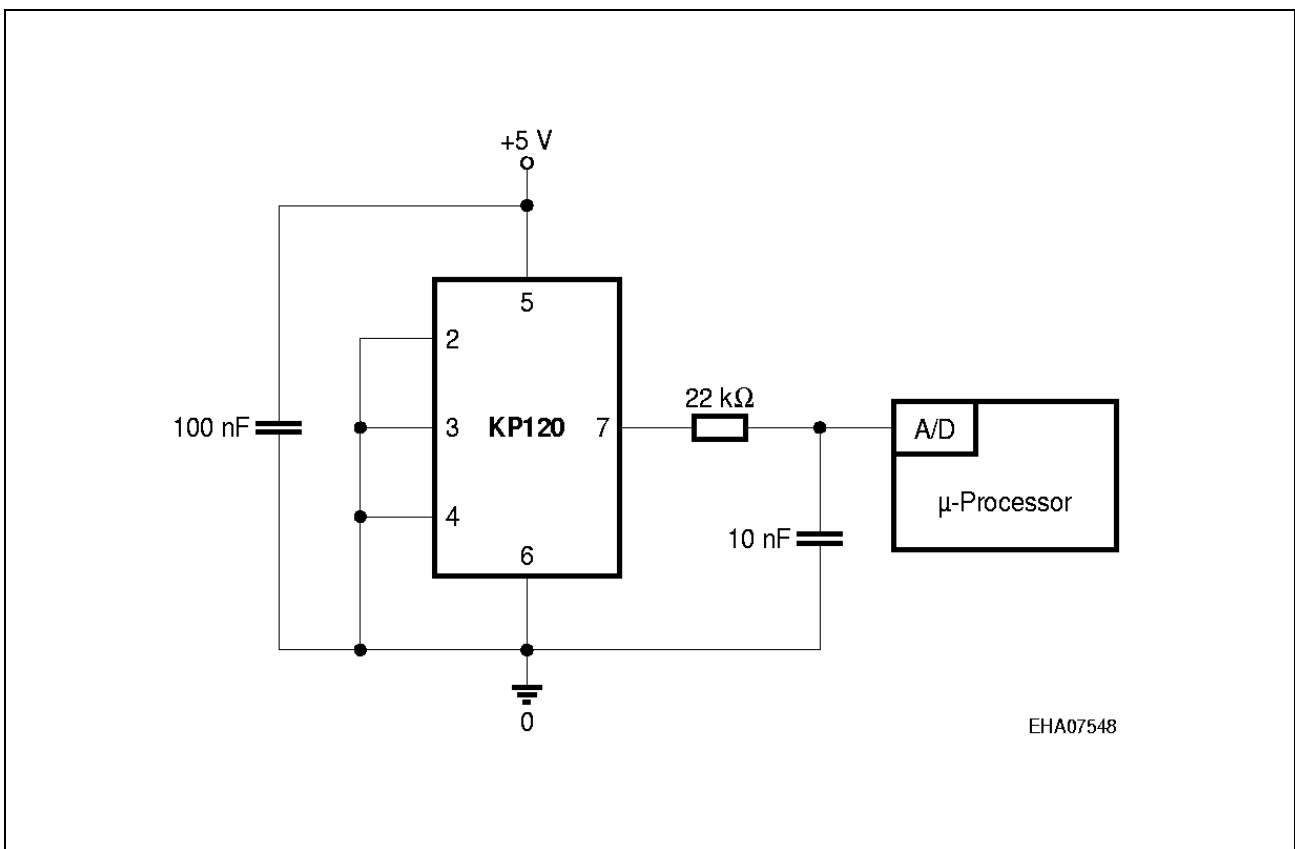 +5 V
5
2
22 kΩ
100 nF
3
KP120
7
A/D
µ-Processor
4
10 nF
6
0
EHA07548